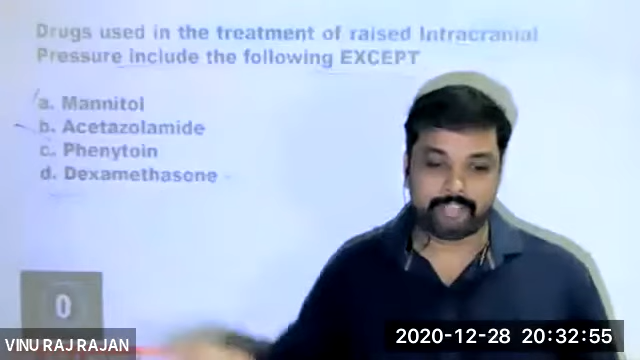 Drugs used in the treatment of raised Intracranial
Pressure include the following EXCEPT
a. Mannitol
b. Acetazolamide
c. Phenytoin
d. Dexamethasone
0
VINU RAJ RAJAN
2020-12-28 20:32:55